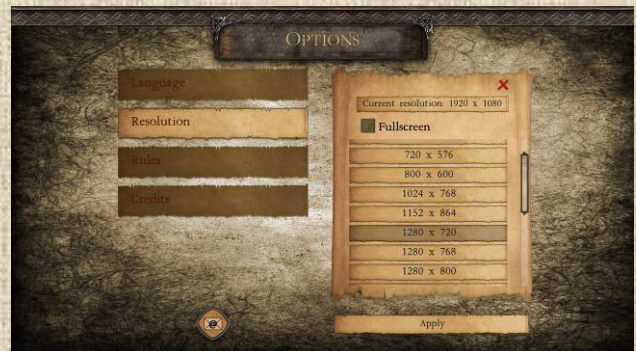 OPTIONS
Language
Resolution
Rules
Credits
Current resolution: 1920 x 1080
Fullscreen
720 x 576
800 x 600
1024 x 768
1152 x 864
1280 x 720
1280 x 768
1280 x 800
Apply